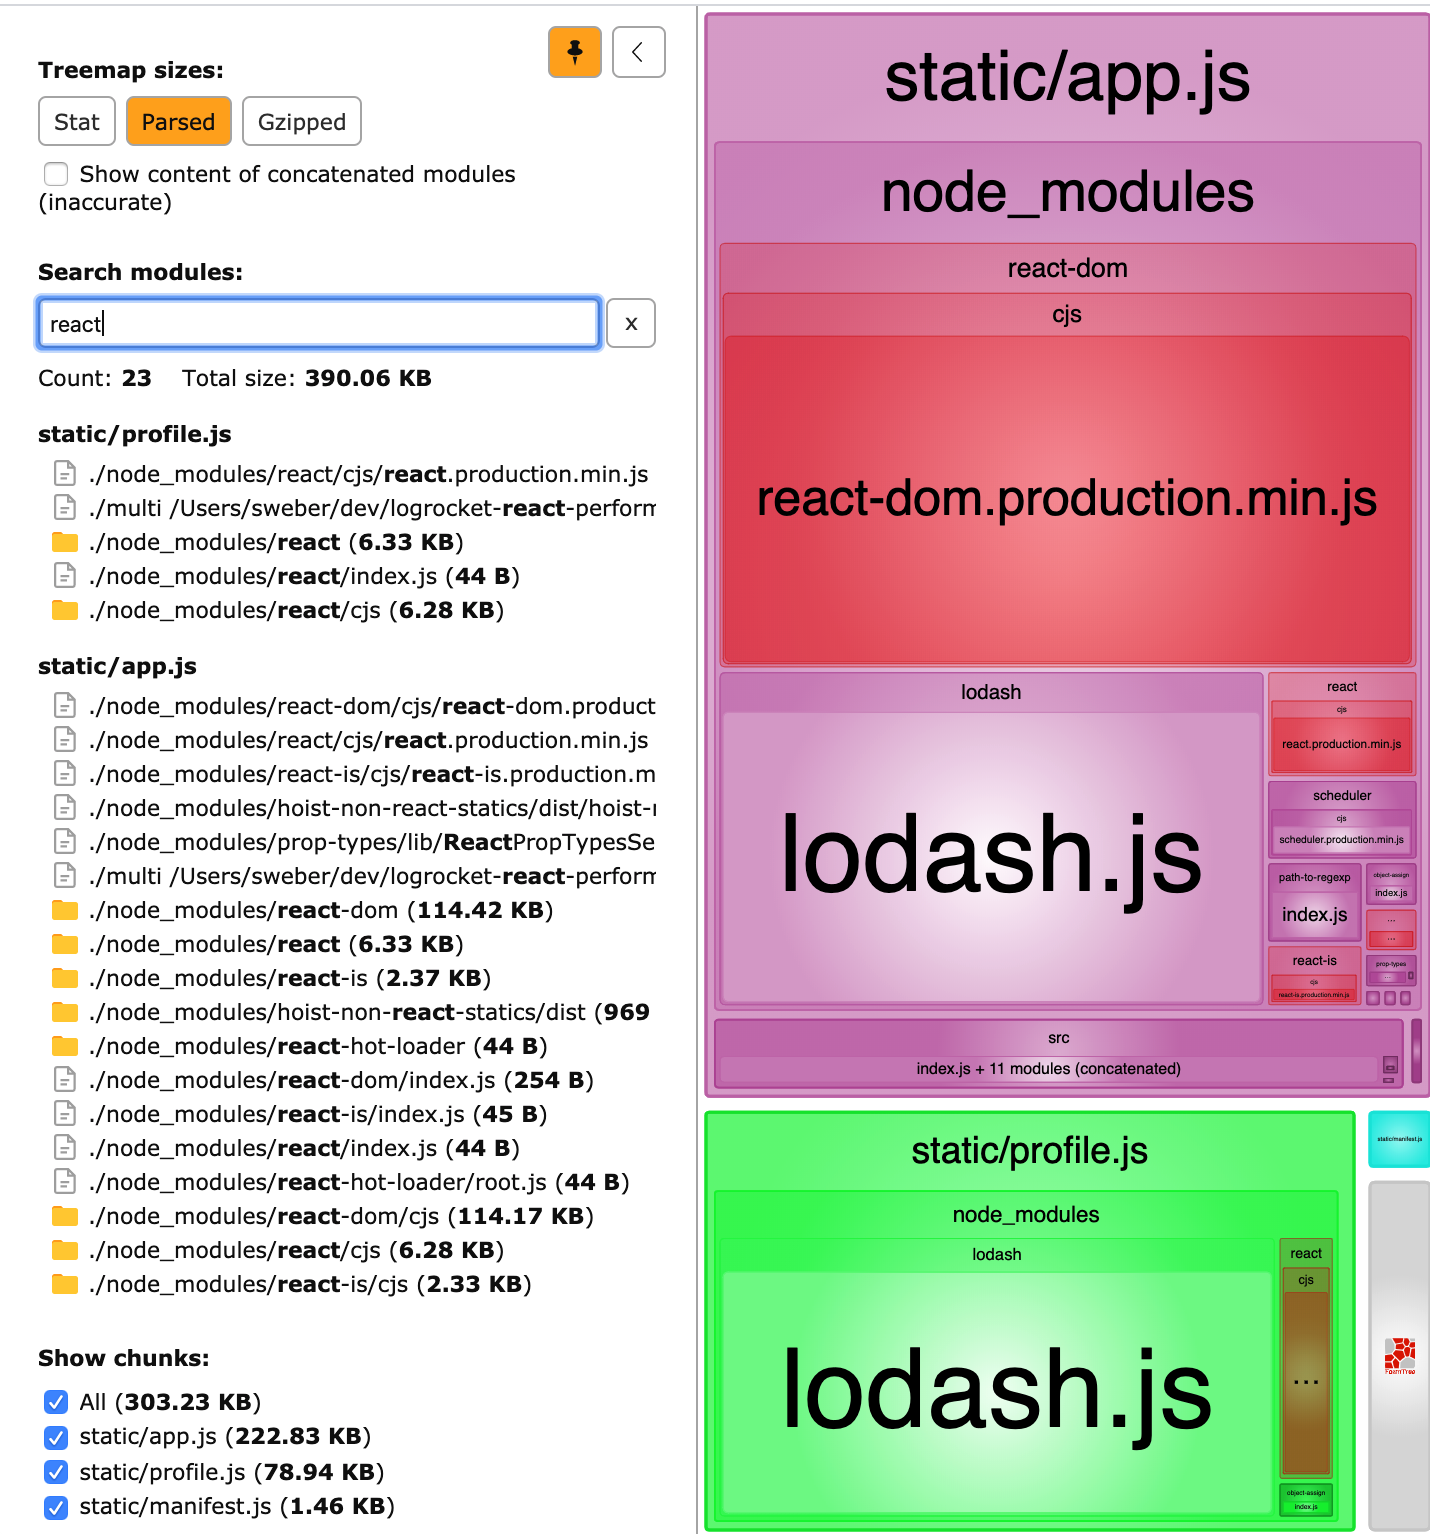 Treemap sizes:
Stat
Parsed
Gzipped
Show content of concatenated modules
(inaccurate)
Search modules:
react
x
Count: 23 Total size: 390.06 KB
static/profile.js
./node_modules/react/cjs/react.production.min.js
./multi /Users/sweber/dev/logrocket-react-perform
./node_modules/react (6.33 KB)
./node_modules/react/index.js (44 B)
./node_modules/react/cjs (6.28 KB)
static/app.js
./node_modules/react-dom/cjs/react-dom.product
./node_modules/react/cjs/react.production.min.js
./node_modules/react-is/cjs/react-is.production.m
./node_modules/hoist-non-react-statics/dist/hoist-
./node_modules/prop-types/lib/ReactPropTypesSe
./multi /Users/sweber/dev/logrocket-react-perform
./node_modules/react-dom (114.42 KB)
./node_modules/react (6.33 KB)
./node_modules/react-is (2.37 KB)
./node_modules/hoist-non-react-statics/dist (969
./node_modules/react-hot-loader (44 B)
./node_modules/react-dom/index.js (254 B)
./node_modules/react-is/index.js (45 B)
./node_modules/react/index.js (44 B)
./node_modules/react-hot-loader/root.js (44 B)
./node_modules/react-dom/cjs (114.17 KB)
./node_modules/react/cjs (6.28 KB)
./node_modules/react-is/cjs (2.33 KB)
Show chunks:
All (303.23 KB)
static/app.js (222.83 KB)
static/profile.js (78.94 KB)
static/manifest.js (1.46 KB)
static/app.js
node_modules
react-dom
cjs
react-dom.production.min.js
lodash
lodash.js
react
cjs
react.production.min.js
scheduler
cjs
scheduler.production.min.js
path-to-regexp
index.js
object-assign
index.js
...
...
react-is
cjs
react-is.production.min.js
prop-types
...
src
index.js + 11 modules (concatenated)
static/profile.js
node_modules
lodash
lodash.js
react
cjs
...
object-assign
index.js
static/manifest.js
FoamTree